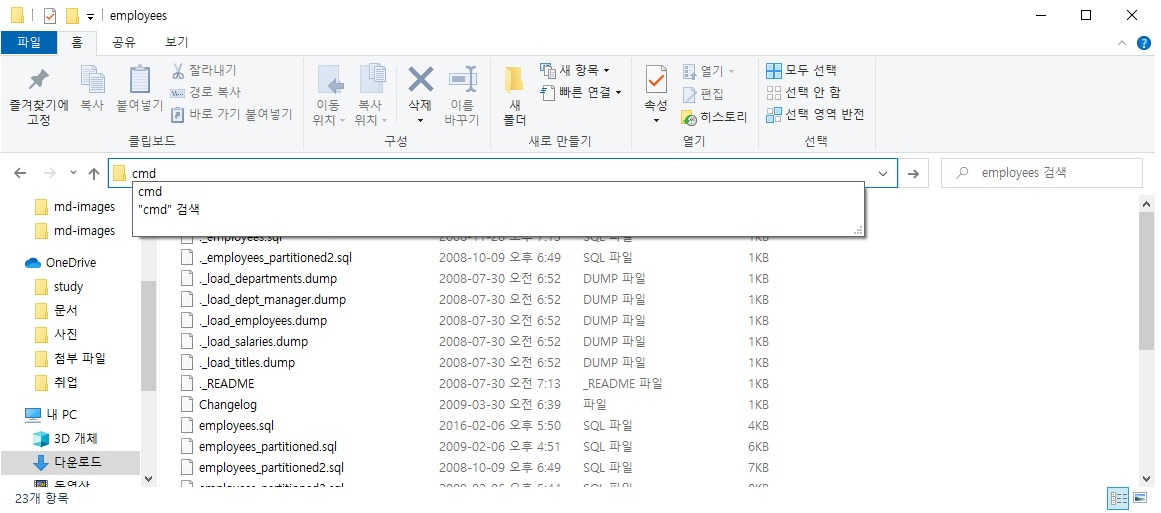 employees
파일 홈 공유 보기
즐겨찾기에 고정
복사
붙여넣기
잘라내기
경로 복사
바로 가기 붙여넣기
클립보드
이동 위치
복사 위치
삭제
이름 바꾸기
구성
새 폴더
새 항목
빠른 연결
새로 만들기
속성
열기
편집
히스토리
열기
모두 선택
선택 안 함
선택 영역 반전
선택
cmd
employees 검색
cmd
"cmd" 검색
md-images
md-images
OneDrive
study
문서
사진
첨부 파일
취업
내 PC
3D 개체
다운로드
동영상
._employees.sql 2008-11-28 오후 7:13 SQL 파일 1KB
._employees_partitioned2.sql 2008-10-09 오후 6:49 SQL 파일 1KB
._load_departments.dump 2008-07-30 오전 6:52 DUMP 파일 1KB
._load_dept_manager.dump 2008-07-30 오전 6:52 DUMP 파일 1KB
._load_employees.dump 2008-07-30 오전 6:52 DUMP 파일 1KB
._load_salaries.dump 2008-07-30 오전 6:52 DUMP 파일 1KB
._load_titles.dump 2008-07-30 오전 6:52 DUMP 파일 1KB
._README 2008-07-30 오전 7:13 _README 파일 1KB
Changelog 2009-03-30 오전 6:39 파일 1KB
employees.sql 2016-02-06 오후 5:50 SQL 파일 4KB
employees_partitioned.sql 2009-02-06 오후 4:51 SQL 파일 6KB
employees_partitioned2.sql 2008-10-09 오후 6:49 SQL 파일 7KB
23개 항목